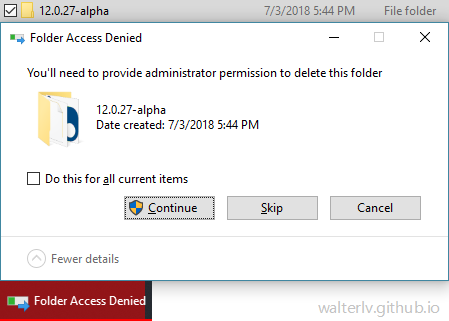 12.0.27-alpha 7/3/2018 5:44 PM File folder
Folder Access Denied
You'll need to provide administrator permission to delete this folder
12.0.27-alpha
Date created: 7/3/2018 5:44 PM
Do this for all current items
Continue Skip Cancel
Fewer details
Folder Access Denied
walterlv.github.io